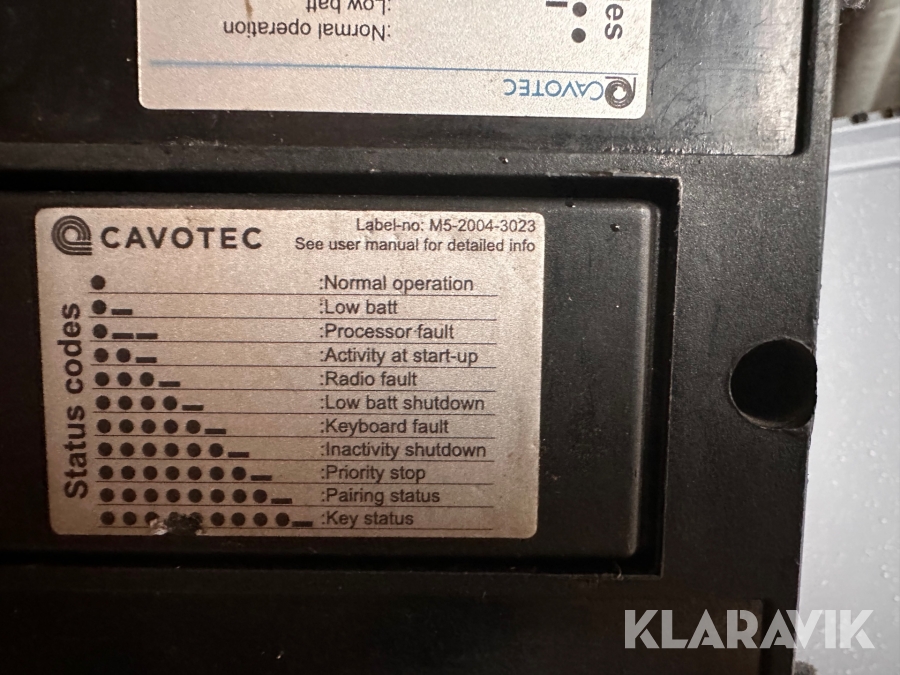 :Normal operation
:Low batt
CAVOTEC
CAVOTEC
Label-no: M5-2004-3023
See user manual for detailed info
Status codes
:Normal operation
:Low batt
:Processor fault
:Activity at start-up
:Radio fault
:Low batt shutdown
:Keyboard fault
:Inactivity shutdown
:Priority stop
:Pairing status
:Key status
KLARAVIK